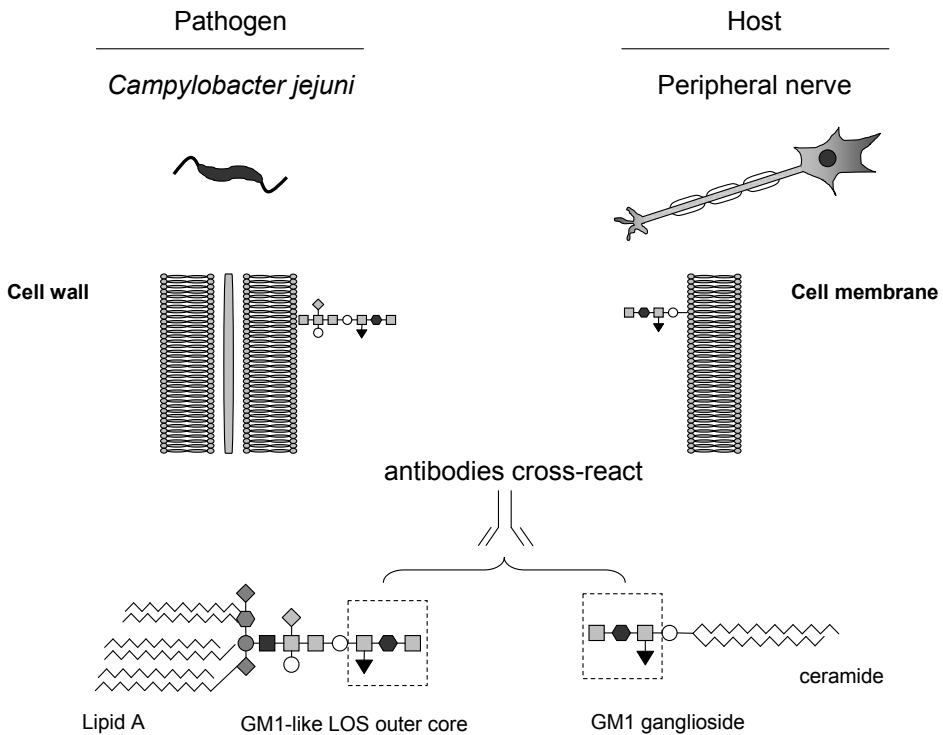 Pathogen
Host
Campylobacter jejuni
Peripheral nerve
Cell wall
Cell membrane
antibodies cross-react
ceramide
Lipid A
GM1-like LOS outer core
GM1 ganglioside